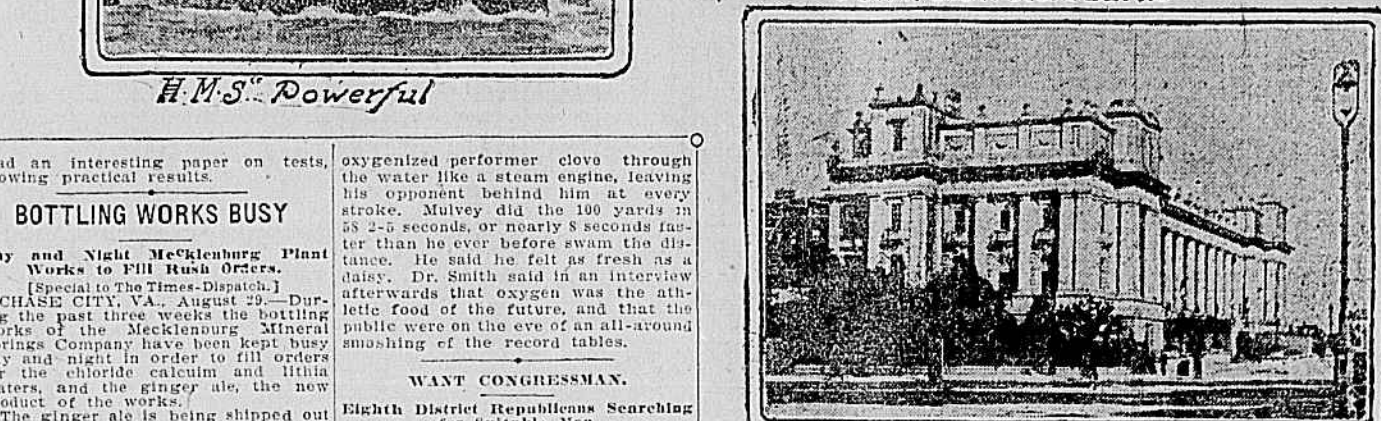 H.M.S. "Powerful
an interesting paper on tests,
practical results.
BOTTLING WORKS BUSY
and Night Mecklenburg Plant
Works to Fill Rush Orders.
[Special to The Times-Dispatch.]
CHASE CITY, VA., August 29.—Dur-
the past three weeks the bottling
of the Mecklenburg Mineral
Company have been kept busy
and night in order to fill orders
the chloride calcuim and lithia
and the ginger ale, the new
of the works.
The ginger ale is being shipped out
oxygenized performer clove through
the water like a steam engine, leaving
his opponent behind him at every
stroke. Mulvey did the 100 yards in
58 2-5 seconds, or nearly 8 seconds fas-
ter than he ever before swam the dis-
tance. He said he felt as fresh as a
daisy. Dr. Smith said in an interview
afterwards that oxygen was the ath-
letic food of the future, and that the
public were on the eve of an all-around
smashing of the record tables.
WANT CONGRESSMAN.
Eighth District Republicans Searching